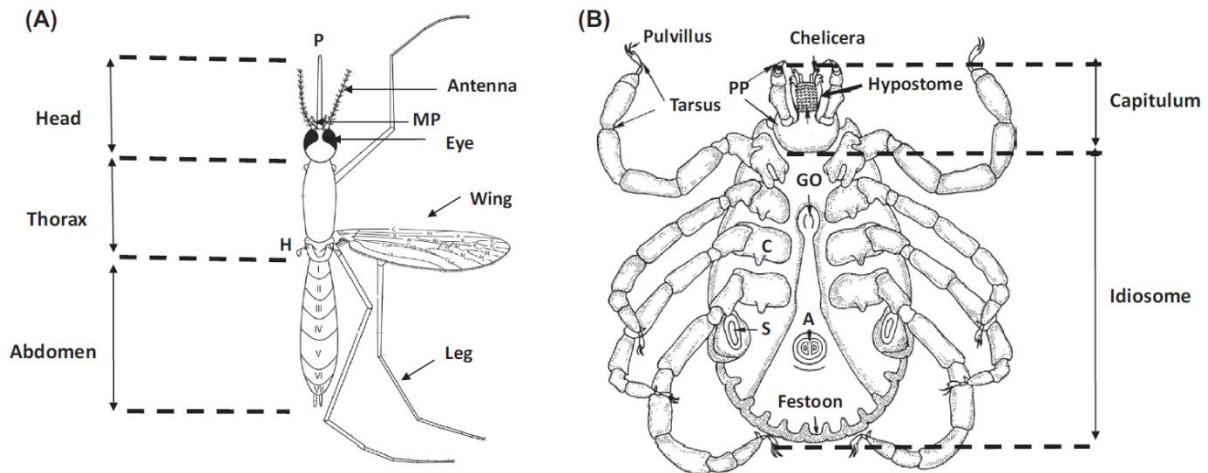 (A)
P
Antenna
MP
Eye
Head
Thorax
Wing
H
Abdomen
I
II
III
IV
V
VI
Leg
(B)
Pulvillus
Chelicera
PP
Hypostome
Tarsus
Capitulum
GO
C
Idiosome
S
A
Festoon